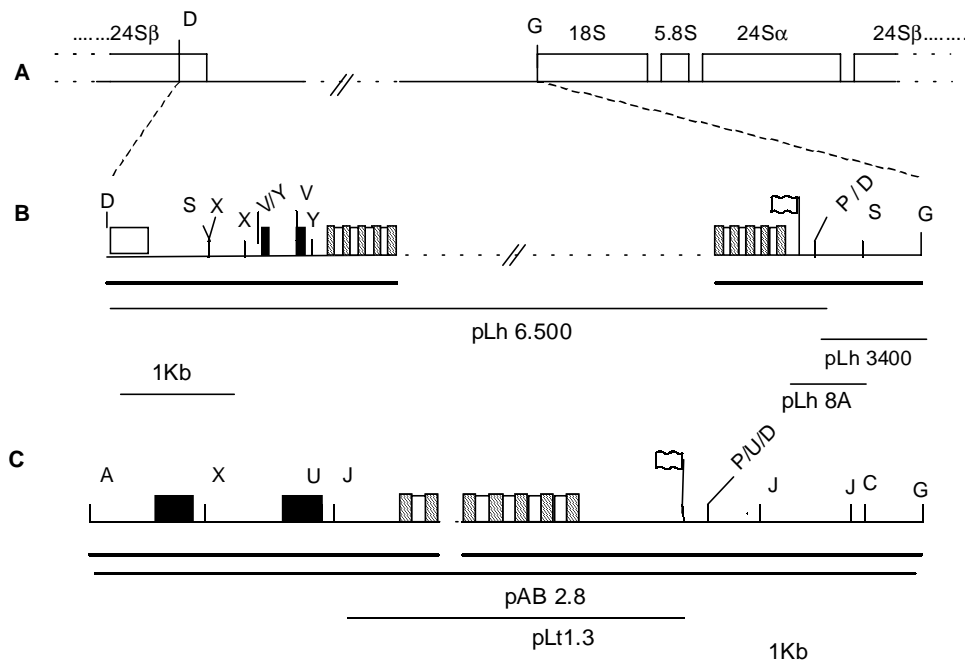 .......24Sβ D G 18S 5.8S 24Sα 24Sβ........
A
D S X X V/Y V Y P / D S G
B
pLh 6.500
pLh 3400
1Kb
pLh 8A
C
A X U J P/U/D J J C G
pAB 2.8
pLt1.3
1Kb